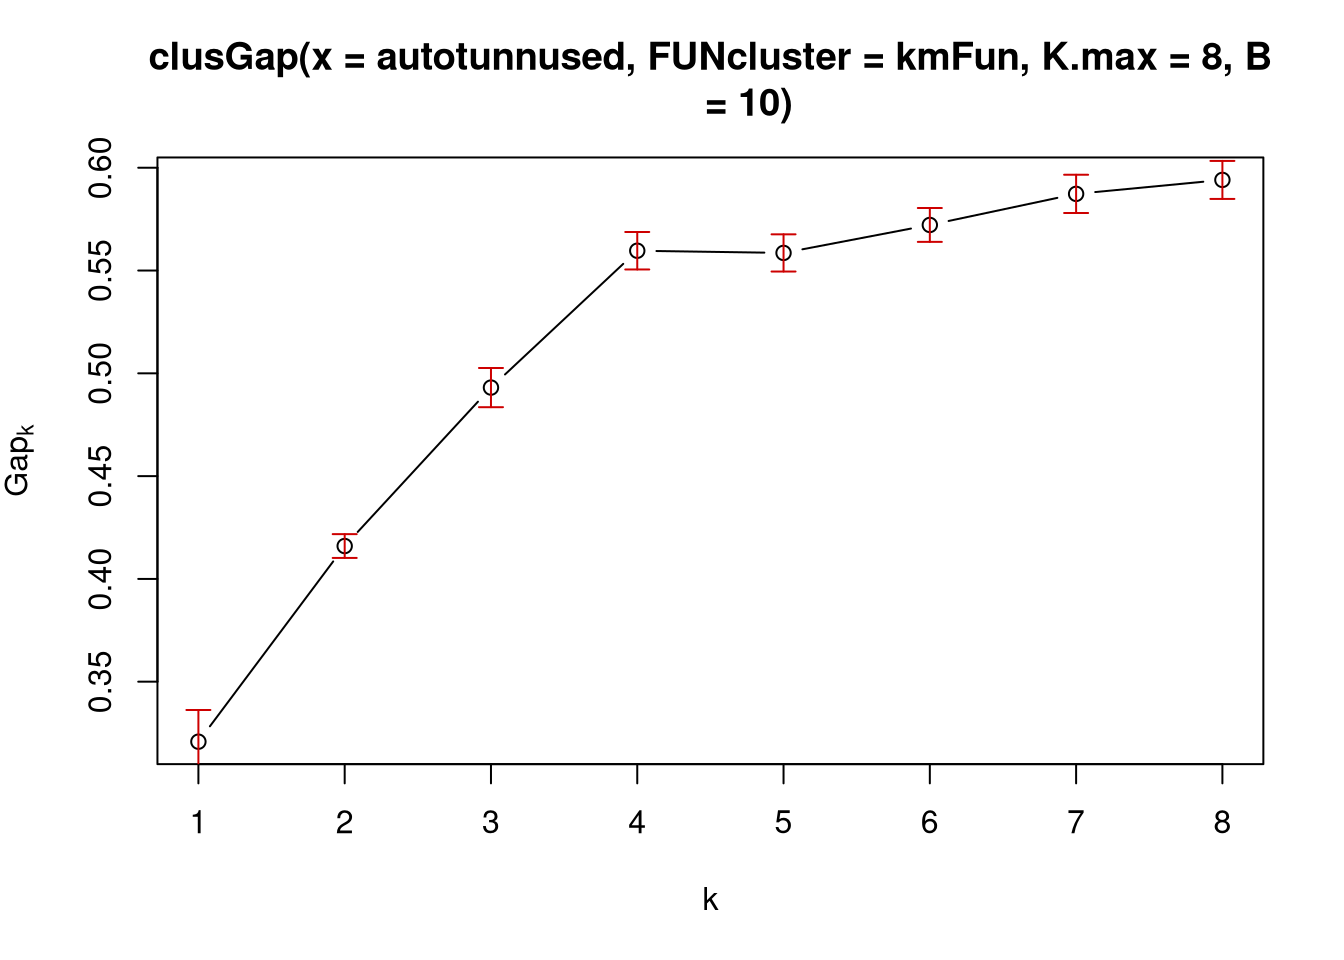 clusGap(x = autotunnused, FUNcluster = kmFun, K.max = 8, B
= 10)
0.60
0.55
0.50
0.45
0.40
0.35
Gapk
1 2 3 4 5 6 7 8
k